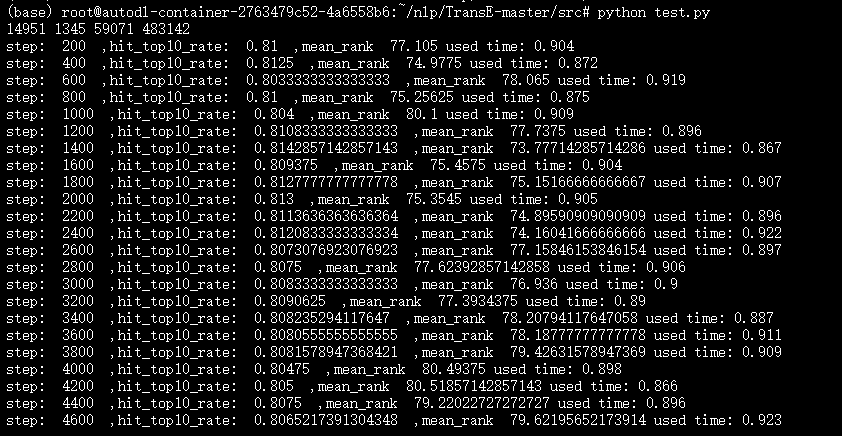 (base) root@autodl-container-2763479c52-4a6558b6:~/nlp/TransE-master/src# python test.py
14951 1345 59071 483142
step:  200  ,hit_top10_rate:  0.81  ,mean_rank  77.105 used time: 0.904
step:  400  ,hit_top10_rate:  0.8125  ,mean_rank  74.9775 used time: 0.872
step:  600  ,hit_top10_rate:  0.8033333333333333  ,mean_rank  78.065 used time: 0.919
step:  800  ,hit_top10_rate:  0.81  ,mean_rank  75.25625 used time: 0.875
step:  1000  ,hit_top10_rate:  0.804  ,mean_rank  80.1 used time: 0.909
step:  1200  ,hit_top10_rate:  0.8108333333333333  ,mean_rank  77.7375 used time: 0.896
step:  1400  ,hit_top10_rate:  0.8142857142857143  ,mean_rank  73.77714285714286 used time: 0.867
step:  1600  ,hit_top10_rate:  0.809375  ,mean_rank  75.4575 used time: 0.904
step:  1800  ,hit_top10_rate:  0.8127777777777778  ,mean_rank  75.15166666666667 used time: 0.907
step:  2000  ,hit_top10_rate:  0.813  ,mean_rank  75.3545 used time: 0.905
step:  2200  ,hit_top10_rate:  0.8113636363636364  ,mean_rank  74.89590909090909 used time: 0.896
step:  2400  ,hit_top10_rate:  0.8120833333333334  ,mean_rank  74.16041666666666 used time: 0.922
step:  2600  ,hit_top10_rate:  0.8073076923076923  ,mean_rank  77.15846153846154 used time: 0.897
step:  2800  ,hit_top10_rate:  0.8075  ,mean_rank  77.62392857142858 used time: 0.906
step:  3000  ,hit_top10_rate:  0.8083333333333333  ,mean_rank  76.936 used time: 0.9
step:  3200  ,hit_top10_rate:  0.8090625  ,mean_rank  77.3934375 used time: 0.89
step:  3400  ,hit_top10_rate:  0.808235294117647  ,mean_rank  78.20794117647058 used time: 0.887
step:  3600  ,hit_top10_rate:  0.8080555555555555  ,mean_rank  78.18777777777778 used time: 0.911
step:  3800  ,hit_top10_rate:  0.8081578947368421  ,mean_rank  79.42631578947369 used time: 0.909
step:  4000  ,hit_top10_rate:  0.80475  ,mean_rank  80.49375 used time: 0.898
step:  4200  ,hit_top10_rate:  0.805  ,mean_rank  80.51857142857143 used time: 0.866
step:  4400  ,hit_top10_rate:  0.8075  ,mean_rank  79.22022727272727 used time: 0.896
step:  4600  ,hit_top10_rate:  0.8065217391304348  ,mean_rank  79.62195652173914 used time: 0.923